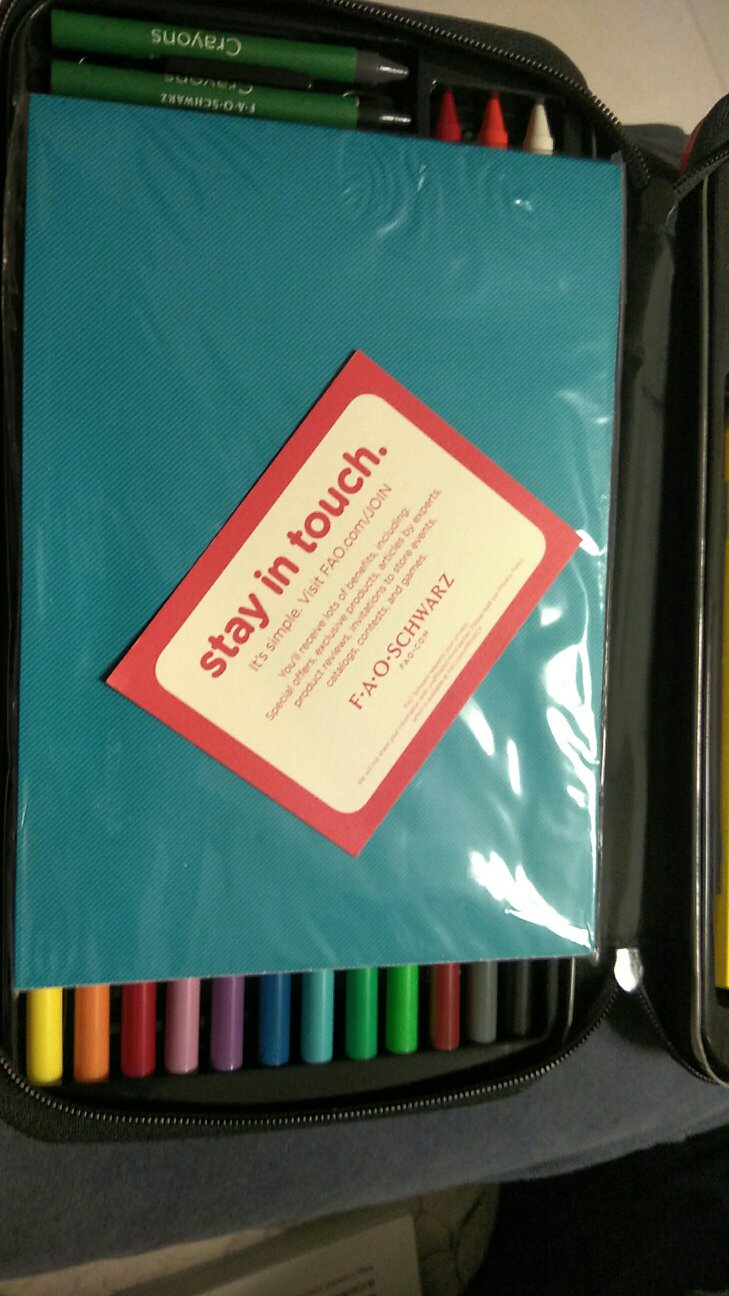 Crayons
Crayons
F·A·O·SCHWARZ
stay in touch.
It's simple. Visit FAO.com/JOIN
You'll receive lots of benefits, including:
Special offers, exclusive products, articles by experts,
product reviews, invitations to store events,
catalogs, contests, and games.
F·A·O·SCHWARZ
FAO·COM